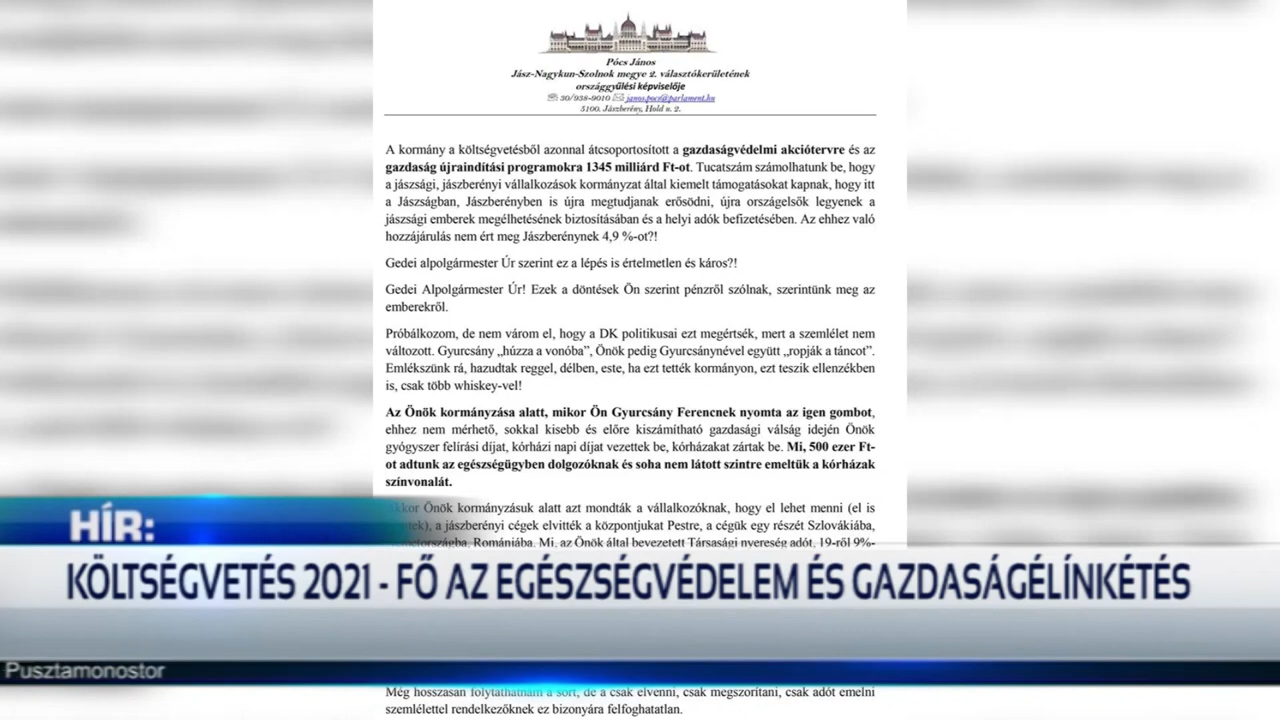 Pócs János
Jász-Nagykun-Szolnok megye 2. választókerületének
országgyűlési képviselője
30/938-9010 janos.pocs@parlament.hu
5100. Jászberény, Hold u. 2.
A kormány a költségvetésből azonnal átcsoportosított a gazdaságvédelmi akciótervre és az
gazdaság újraindítási programokra 1345 milliárd Ft-ot. Tucatszám számolhatunk be, hogy
a jászsági, jászberényi vállalkozások kormányzat által kiemelt támogatásokat kapnak, hogy itt
a Jászságban, Jászberényben is újra megtudjanak erősödni, újra országelsők legyenek a
jászsági emberek megélhetésének biztosításában és a helyi adók befizetésében. Az ehhez való
hozzájárulás nem ért meg Jászberénynek 4,9 %-ot?!
Gedei alpolgármester Úr szerint ez a lépés is értelmetlen és káros?!
Gedei Alpolgármester Úr! Ezek a döntések Ön szerint pénzről szólnak, szerintünk meg az
emberekről.
Próbálkozom, de nem várom el, hogy a DK politikusai ezt megértsék, mert a szemlélet nem
változott. Gyurcsány „húzza a vonóba”, Önök pedig Gyurcsánynével együtt „ropják a táncot”.
Emlékszünk rá, hazudtak reggel, délben, este, ha ezt tették kormányon, ezt teszik ellenzékben
is, csak több whiskey-vel!
Az Önök kormányzása alatt, mikor Ön Gyurcsány Ferencnek nyomta az igen gombot,
ehhez nem mérhető, sokkal kisebb és előre kiszámítható gazdasági válság idején Önök
gyógyszer felírási díjat, kórházi napi díjat vezettek be, kórházakat zártak be. Mi, 500 ezer Ft-
ot adtunk az egészségügyben dolgozóknak és soha nem látott szintre emeltük a kórházak
színvonalát.
Önök kormányzásuk alatt azt mondták a vállalkozóknak, hogy el lehet menni (el is
a jászberényi cégek elvitték a központjukat Pestre, a cégük egy részét Szlovákiába,
Romániába. Mi, az Önök által bevezetett Társasági nyereség adót, 19-ről 9%-
HÍR:
KÖLTSÉGVETÉS 2021 - FŐ AZ EGÉSZSÉGVÉDELEM ÉS GAZDASÁGÉLÍNKÉTÉS
Pusztamonostor
Még hosszasan folytathatnám a sort, de a csak elvenni, csak megszorítani, csak adót emelni
szemlélettel rendelkezőknek ez bizonyára felfoghatatlan.